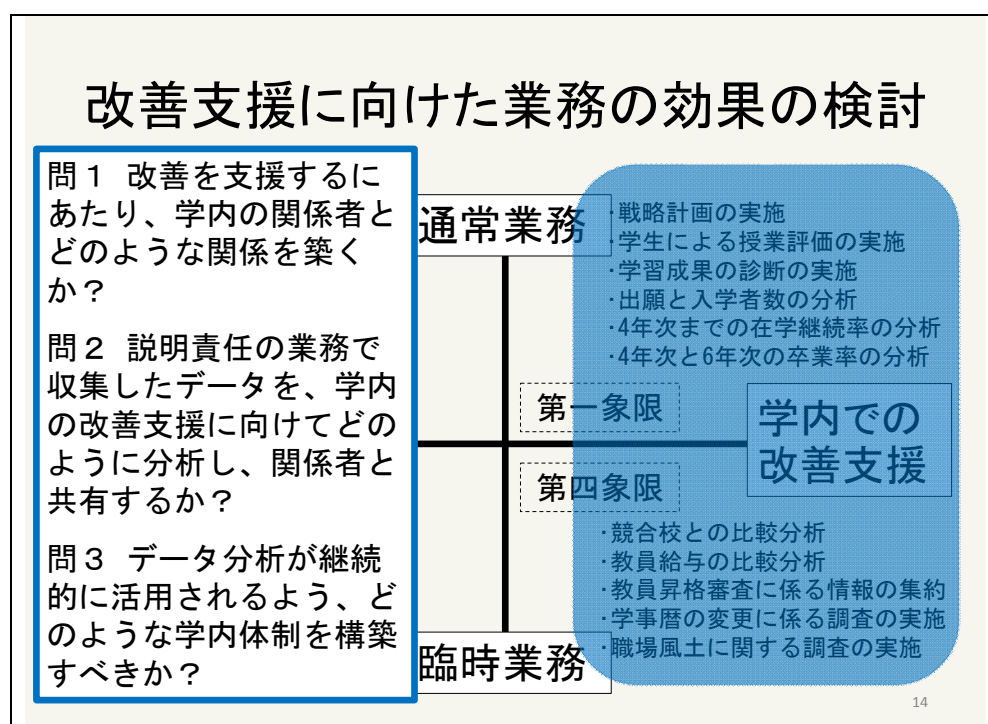 改善支援に向けた業務の効果の検討
問１ 改善を支援するに
あたり、学内の関係者と
どのような関係を築く
か？
問２ 説明責任の業務で
収集したデータを、学内
の改善支援に向けてどの
ように分析し、関係者と
共有するか？
問３ データ分析が継続
的に活用されるよう、ど
のような学内体制を構築
すべきか？
通常業務
・戦略計画の実施
・学生による授業評価の実施
・学習成果の診断の実施
・出願と入学者数の分析
・4年次までの在学継続率の分析
・4年次と6年次の卒業率の分析
第一象限
学内での
改善支援
第四象限
・競合校との比較分析
・教員給与の比較分析
・教員昇格審査に係る情報の集約
・学事暦の変更に係る調査の実施
・職場風土に関する調査の実施
臨時業務
14